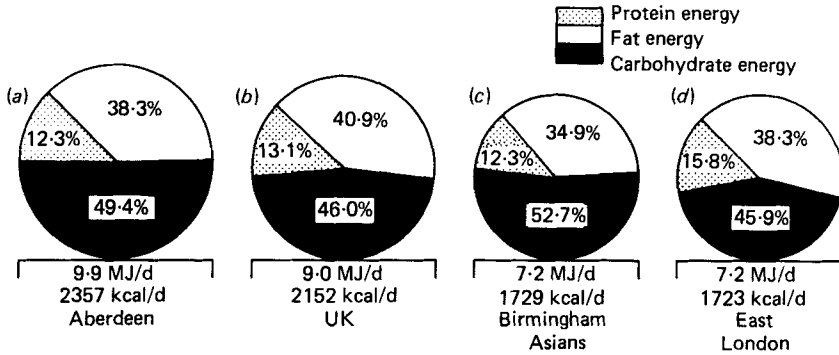 Protein energy
Fat energy
Carbohydrate energy
(a)
38·3%
12·3%
49·4%
9·9 MJ/d
2357 kcal/d
Aberdeen
(b)
40·9%
13·1%
46·0%
9·0 MJ/d
2152 kcal/d
UK
(c)
34·9%
12·3%
52·7%
7·2 MJ/d
1729 kcal/d
Birmingham
Asians
(d)
38·3%
15·8%
45·9%
7·2 MJ/d
1723 kcal/d
East
London